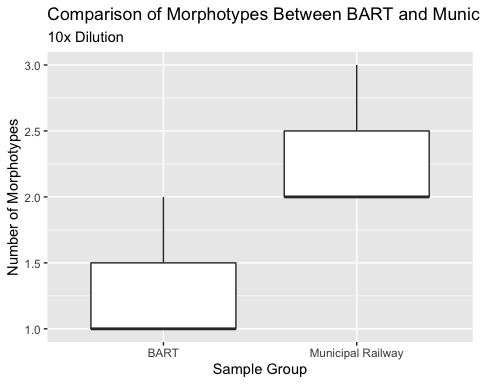 Comparison of Morphotypes Between BART and Munic
10x Dilution
3.0
2.5
2.0
1.5
1.0
Number of Morphotypes
BART
Municipal Railway
Sample Group